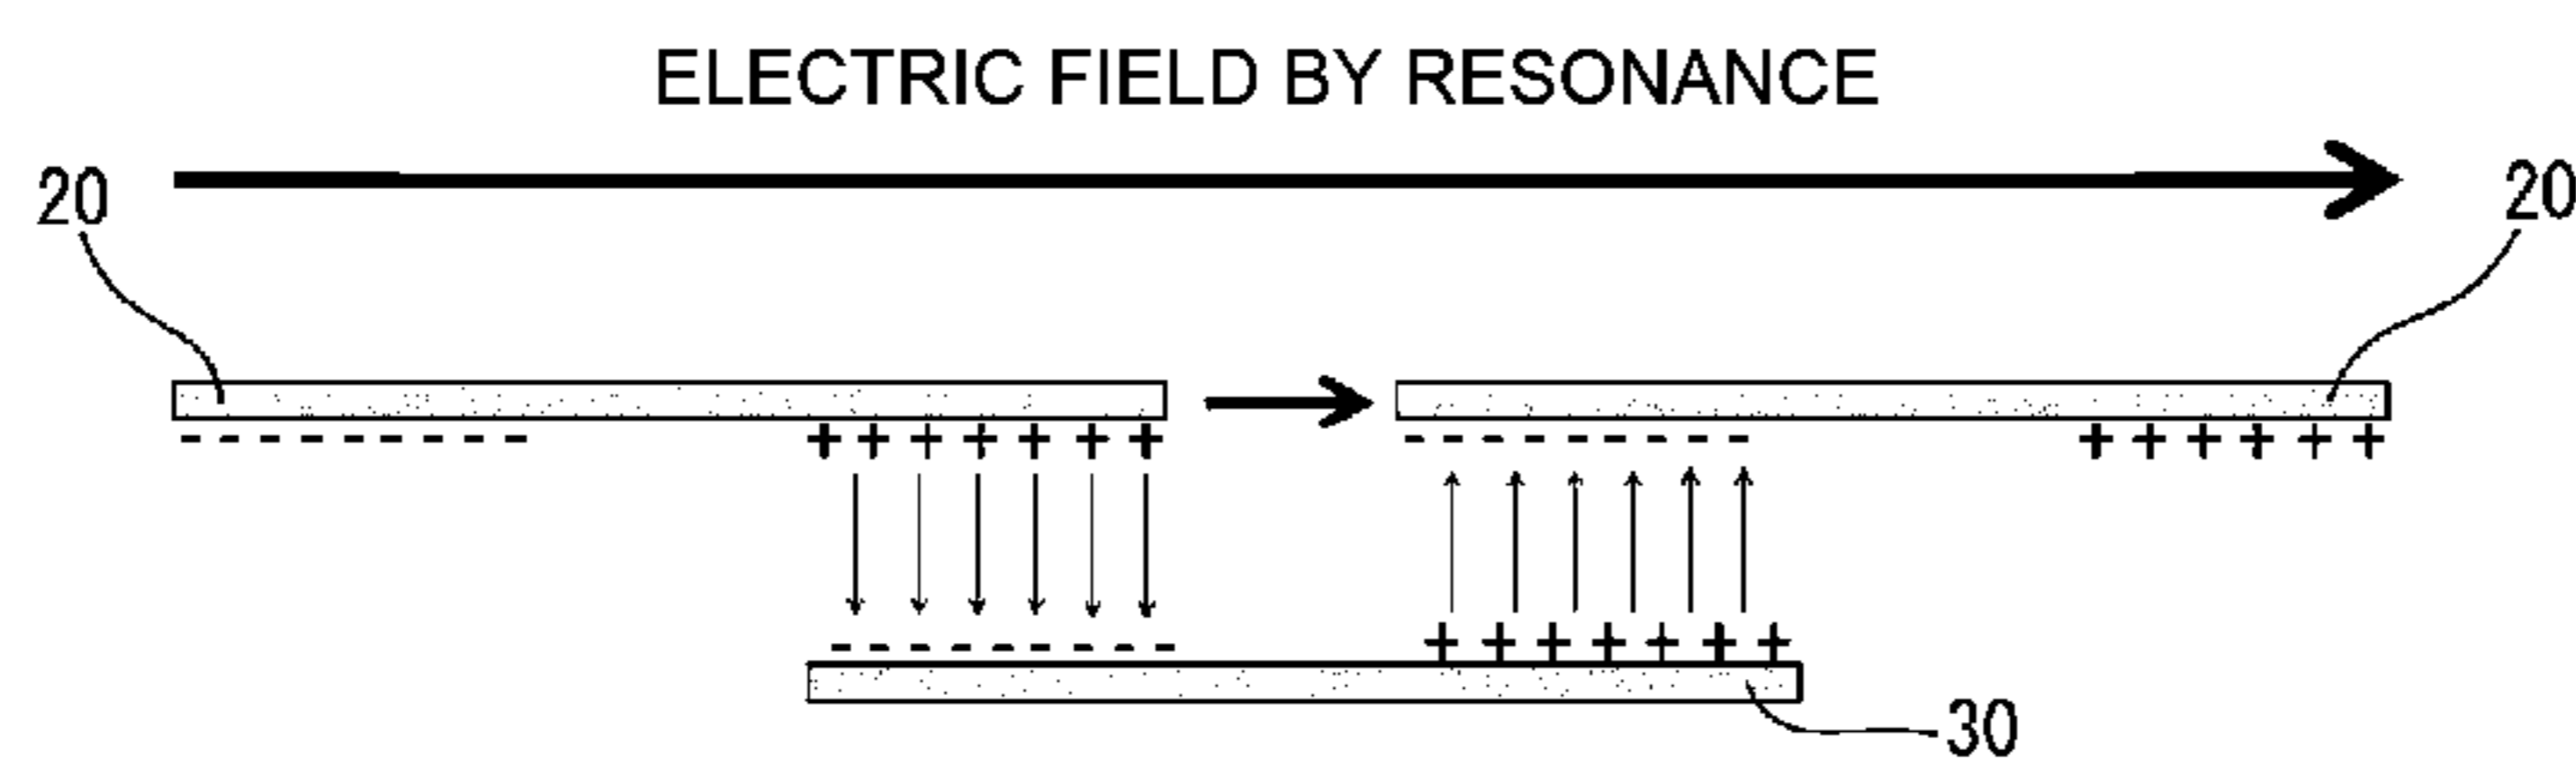 ELECTRIC FIELD BY RESONANCE
20
20
- - - - - - - - -
+ + + + + + +
- - - - - - - - -
+ + + + + +
- - - - - - - - -
+ + + + + + +
30